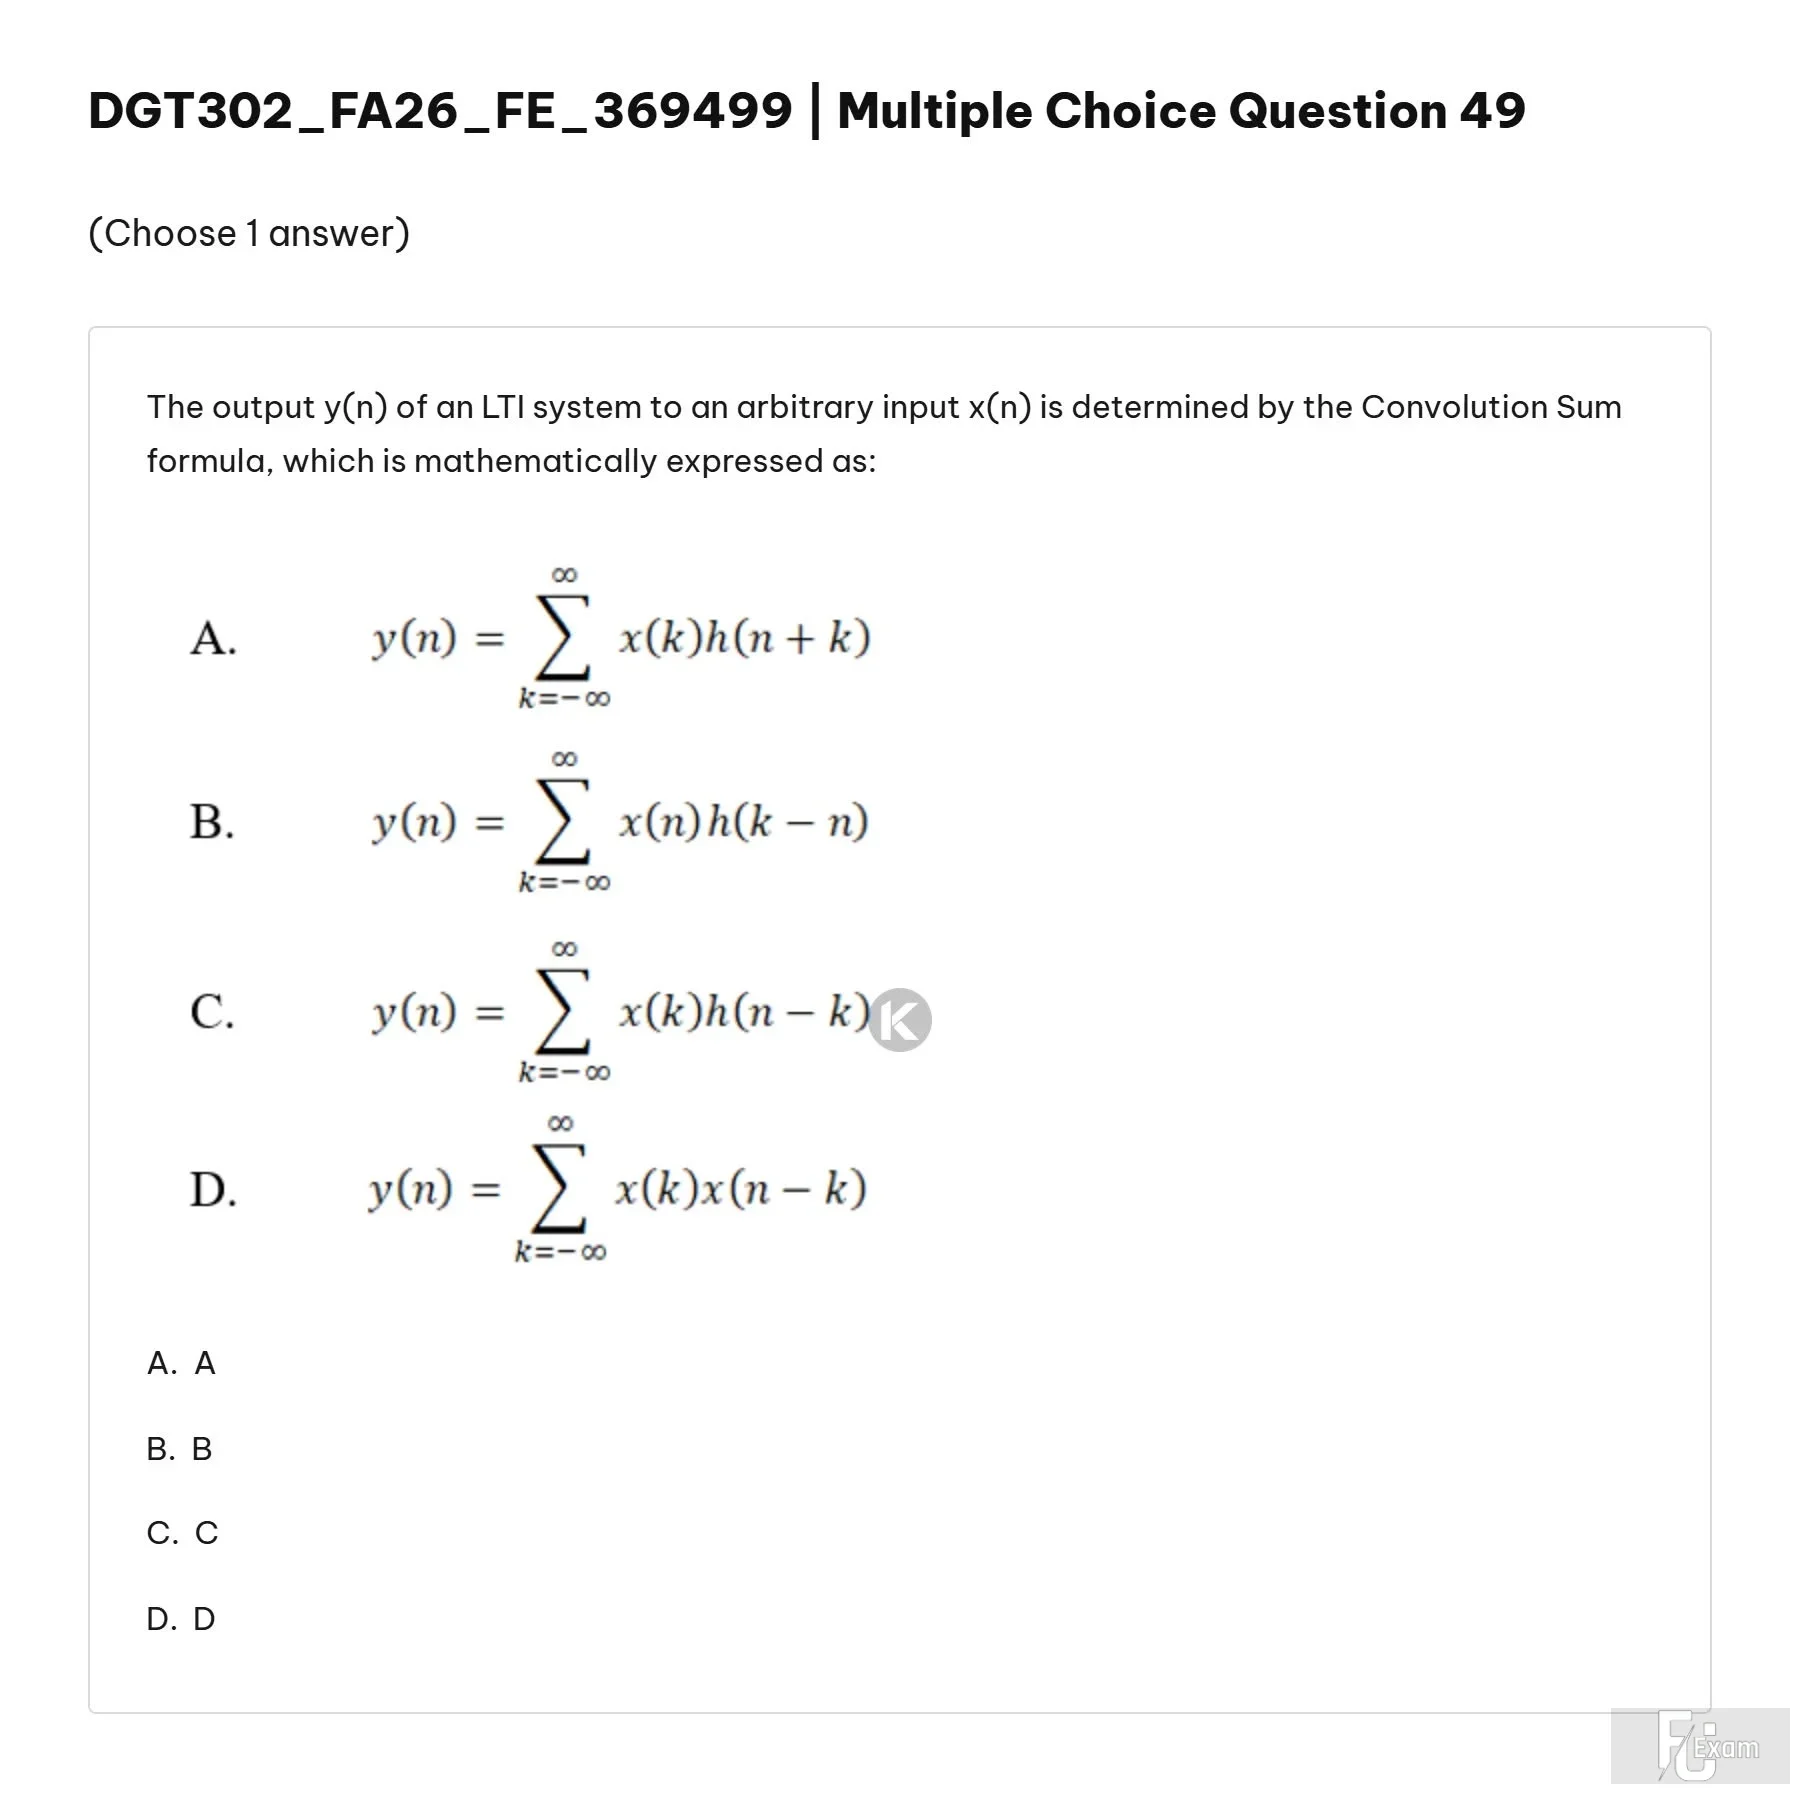 DGT302_FA26_FE_369499 | Multiple Choice Question 49
(Choose 1 answer)
The output y(n) of an LTI system to an arbitrary input x(n) is determined by the Convolution Sum
formula, which is mathematically expressed as:
A. y(n) = ∑_{k=-∞}^{∞} x(k)h(n + k)
B. y(n) = ∑_{k=-∞}^{∞} x(n)h(k − n)
C. y(n) = ∑_{k=-∞}^{∞} x(k)h(n − k) K
D. y(n) = ∑_{k=-∞}^{∞} x(k)x(n − k)
A. A
B. B
C. C
D. D
FU Exam